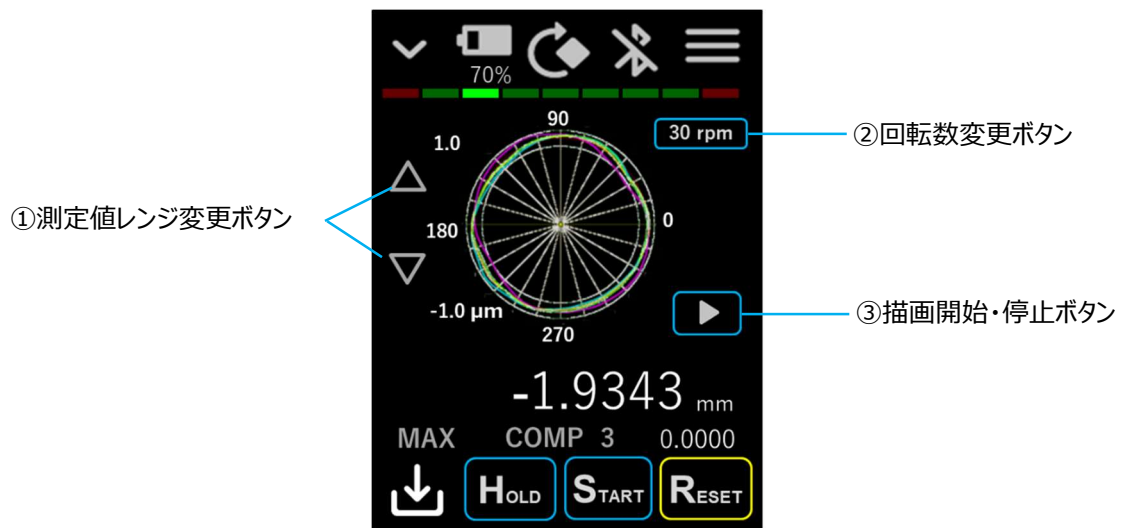 70%
90
30 rpm
②回転数変更ボタン
1.0
①測定値レンジ変更ボタン
180
0
-1.0 μm
③描画開始・停止ボタン
270
-1.9343 mm
MAX COMP 3 0.0000
HOLD START RESET